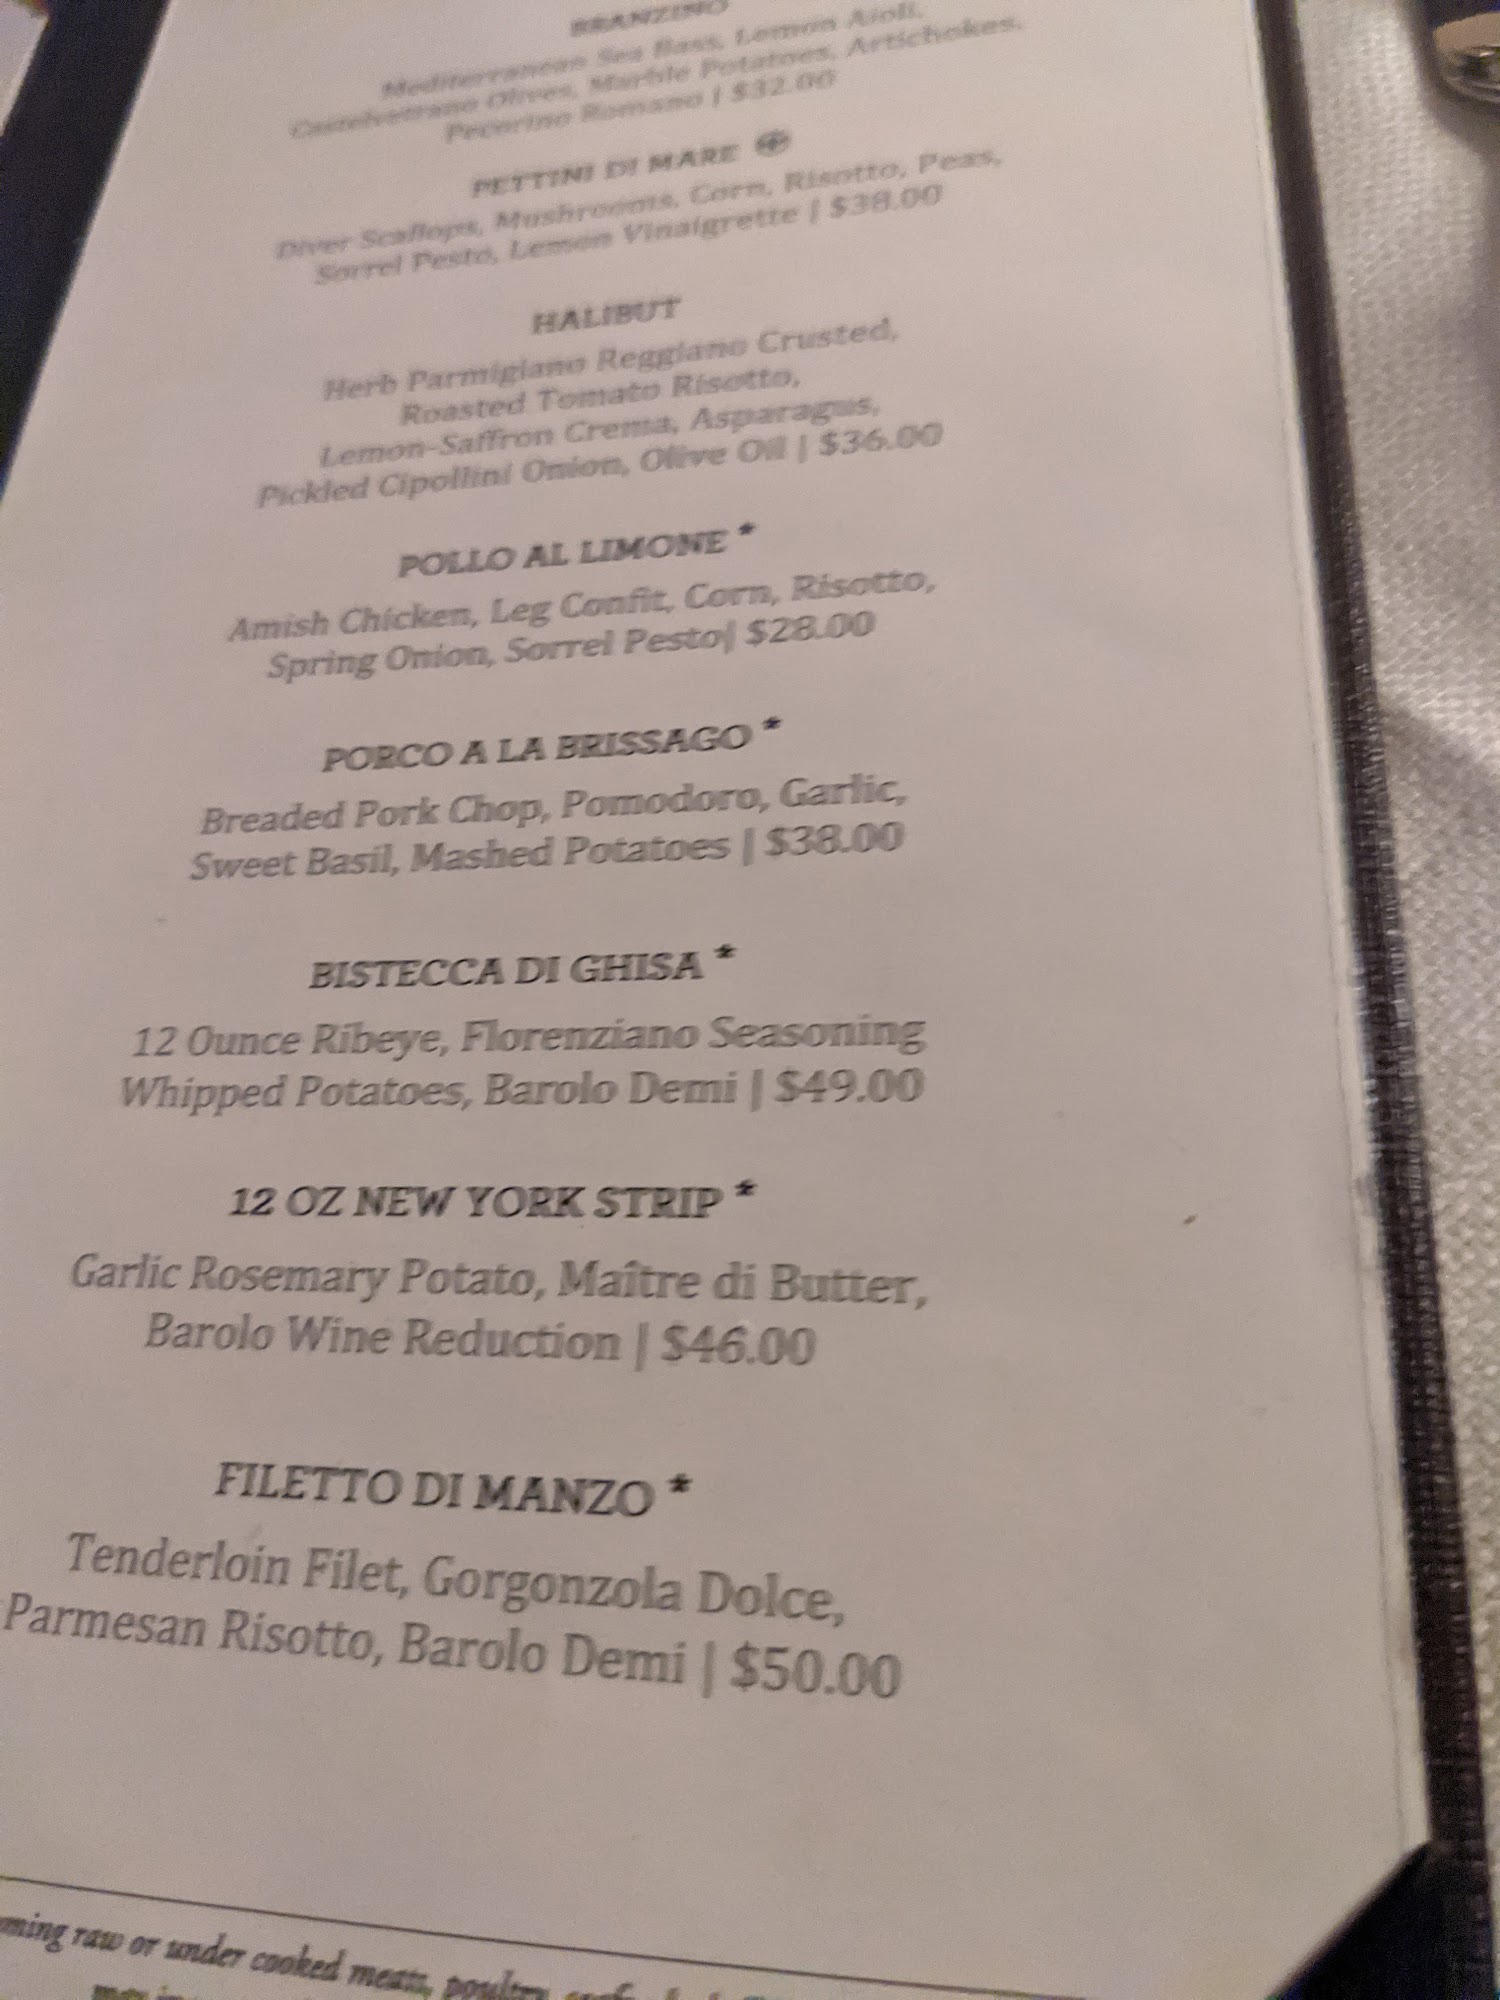 BRANZINO
Mediterranean Sea Bass, Lemon Aioli,
Castelvetrano Olives, Marble Potatoes, Artichokes,
Pecorino Romano | $32.00
PETTINI DI MARE
Diver Scallops, Mushrooms, Corn, Risotto, Peas,
Sorrel Pesto, Lemon Vinaigrette | $38.00
HALIBUT
Herb Parmigiano Reggiano Crusted,
Roasted Tomato Risotto,
Lemon-Saffron Crema, Asparagus,
Pickled Cipollini Onion, Olive Oil | $36.00
POLLO AL LIMONE *
Amish Chicken, Leg Confit, Corn, Risotto,
Spring Onion, Sorrel Pesto| $28.00
PORCO A LA BRISSAGO *
Breaded Pork Chop, Pomodoro, Garlic,
Sweet Basil, Mashed Potatoes | $38.00
BISTECCA DI GHISA *
12 Ounce Ribeye, Florenziano Seasoning
Whipped Potatoes, Barolo Demi | $49.00
12 OZ NEW YORK STRIP *
Garlic Rosemary Potato, Maître di Butter,
Barolo Wine Reduction | $46.00
FILETTO DI MANZO *
Tenderloin Filet, Gorgonzola Dolce,
Parmesan Risotto, Barolo Demi | $50.00
ming raw or under cooked meats, poultry,